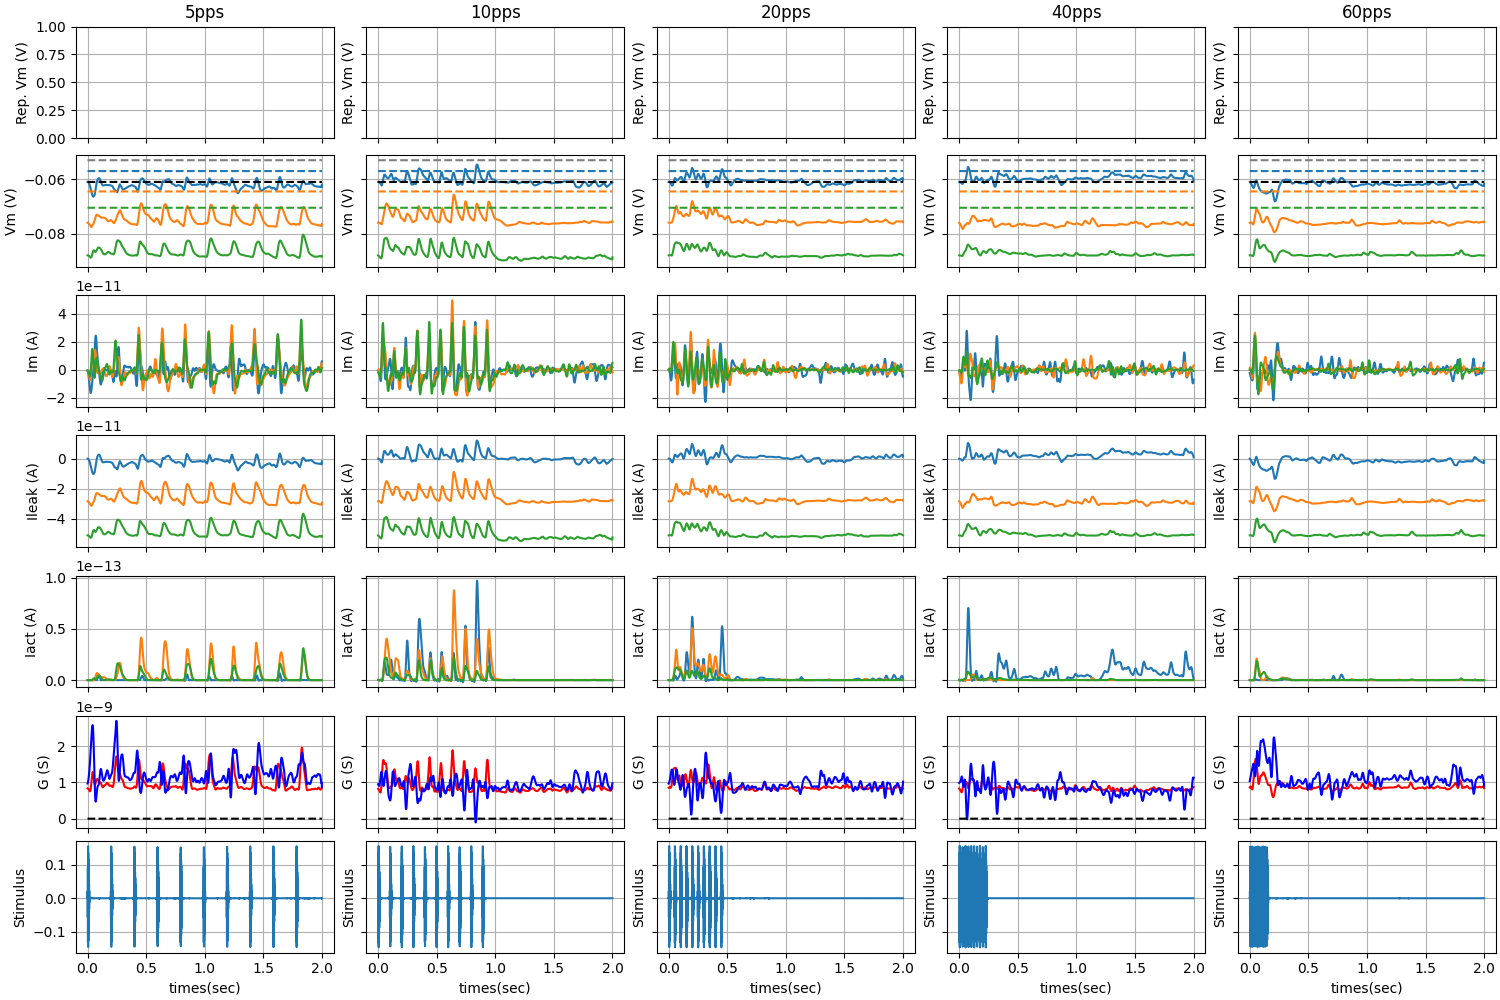 5pps 10pps 20pps 40pps 60pps
Rep. Vm (V) Rep. Vm (V) Rep. Vm (V) Rep. Vm (V) Rep. Vm (V)
1.00
0.75
0.50
0.25
0.00
Vm (V) Vm (V) Vm (V) Vm (V) Vm (V)
−0.06
−0.08
1e−11
Im (A) Im (A) Im (A) Im (A) Im (A)
4
2
0
−2
1e−11
Ileak (A) Ileak (A) Ileak (A) Ileak (A) Ileak (A)
0
−2
−4
1e−13
Iact (A) Iact (A) Iact (A) Iact (A) Iact (A)
1.0
0.5
0.0
1e−9
G (S) G (S) G (S) G (S) G (S)
2
1
0
Stimulus Stimulus Stimulus Stimulus Stimulus
0.1
0.0
−0.1
0.0 0.5 1.0 1.5 2.0 0.0 0.5 1.0 1.5 2.0 0.0 0.5 1.0 1.5 2.0 0.0 0.5 1.0 1.5 2.0 0.0 0.5 1.0 1.5 2.0
times(sec) times(sec) times(sec) times(sec) times(sec)